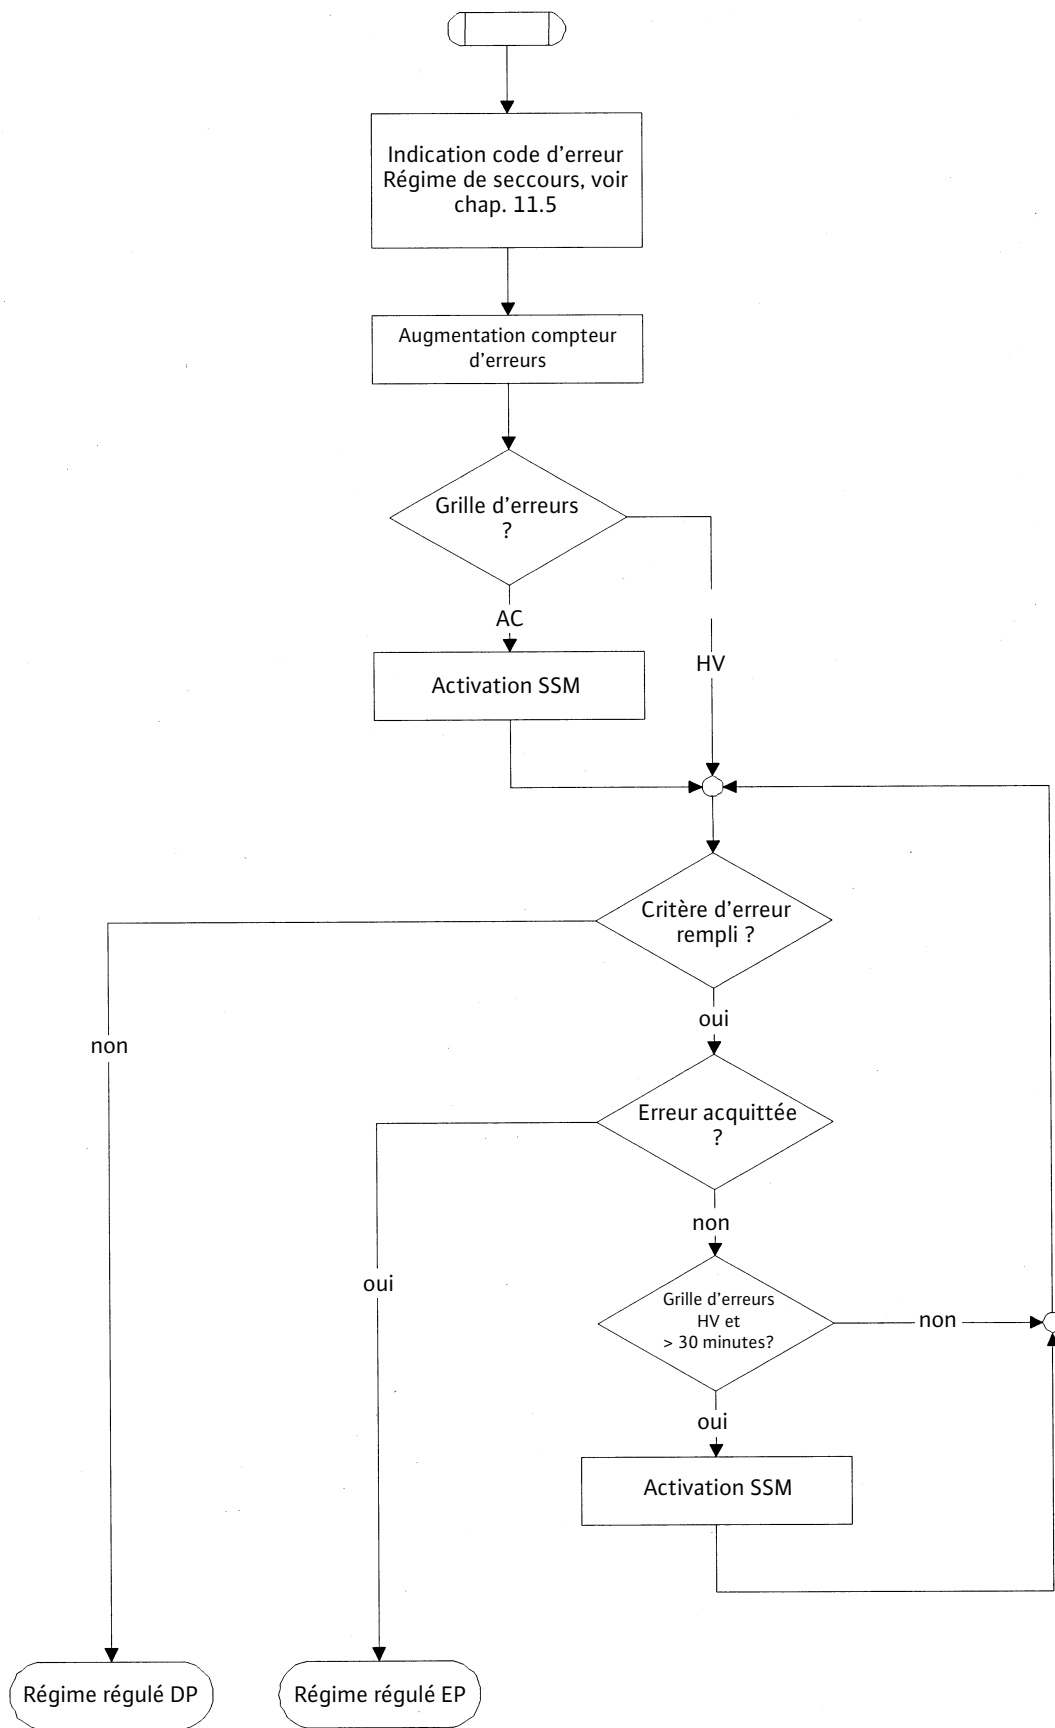 Indication code d'erreur
Régime de seccours, voir
chap. 11.5
Augmentation compteur
d'erreurs
Grille d'erreurs
?
AC
HV
Activation SSM
Critère d'erreur
rempli ?
oui
non
Erreur acquittée
?
non
oui
Grille d'erreurs
HV et
> 30 minutes?
non
oui
Activation SSM
Régime régulé DP
Régime régulé EP